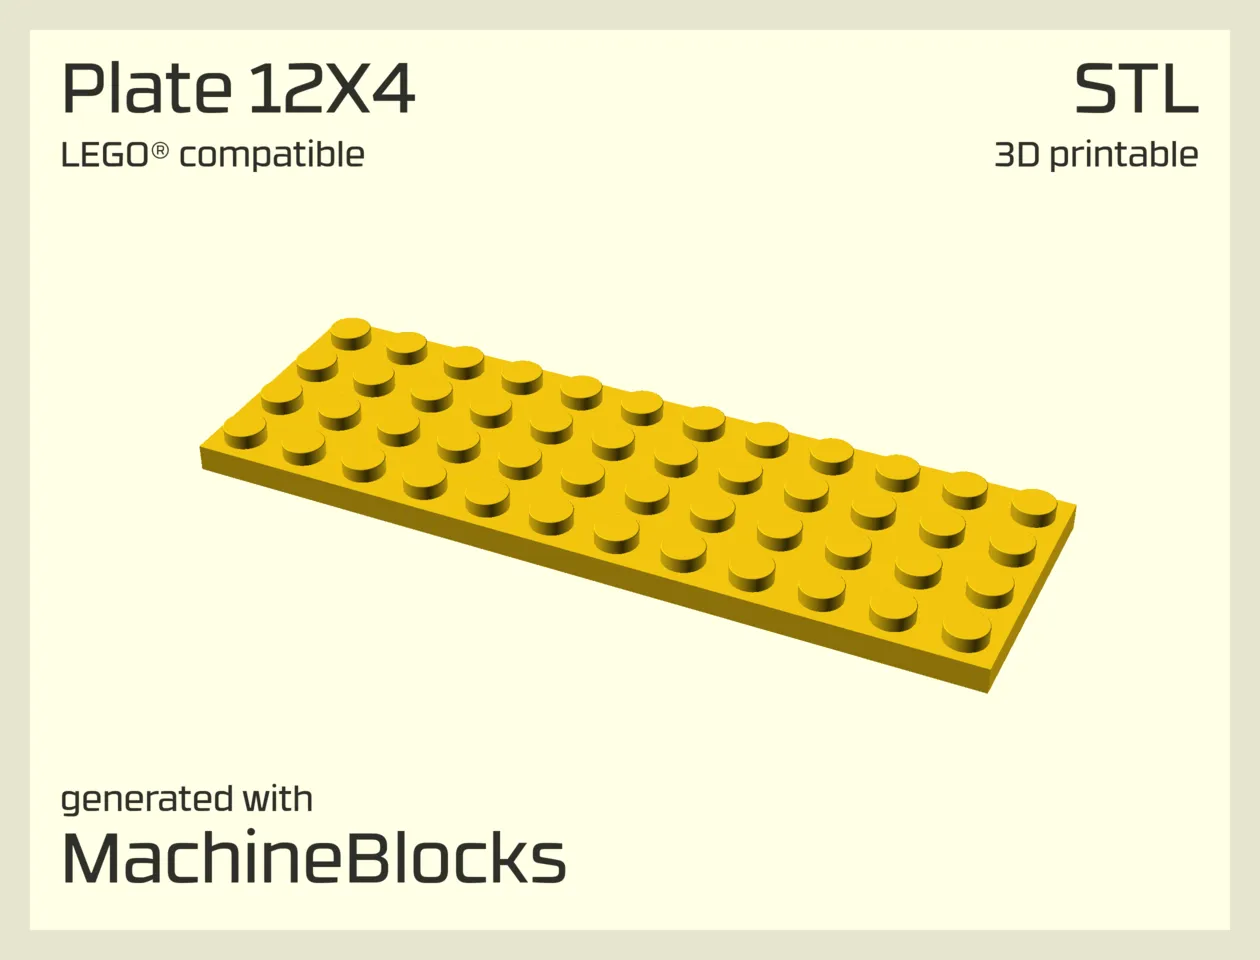 Plate 12X4
LEGO® compatible
STL
3D printable
generated with
MachineBlocks